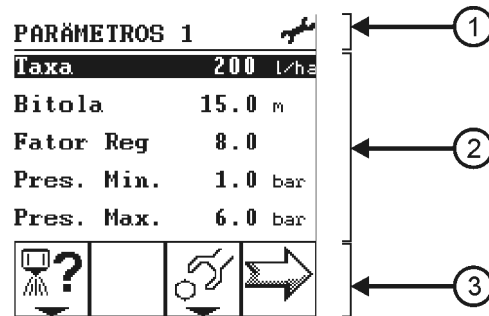 PARÄMETROS 1
Taxa 200 l/ha
Bitola 15.0 m
Fator Reg 8.0
Pres. Min. 1.0 bar
Pres. Max. 6.0 bar
?
1
2
3